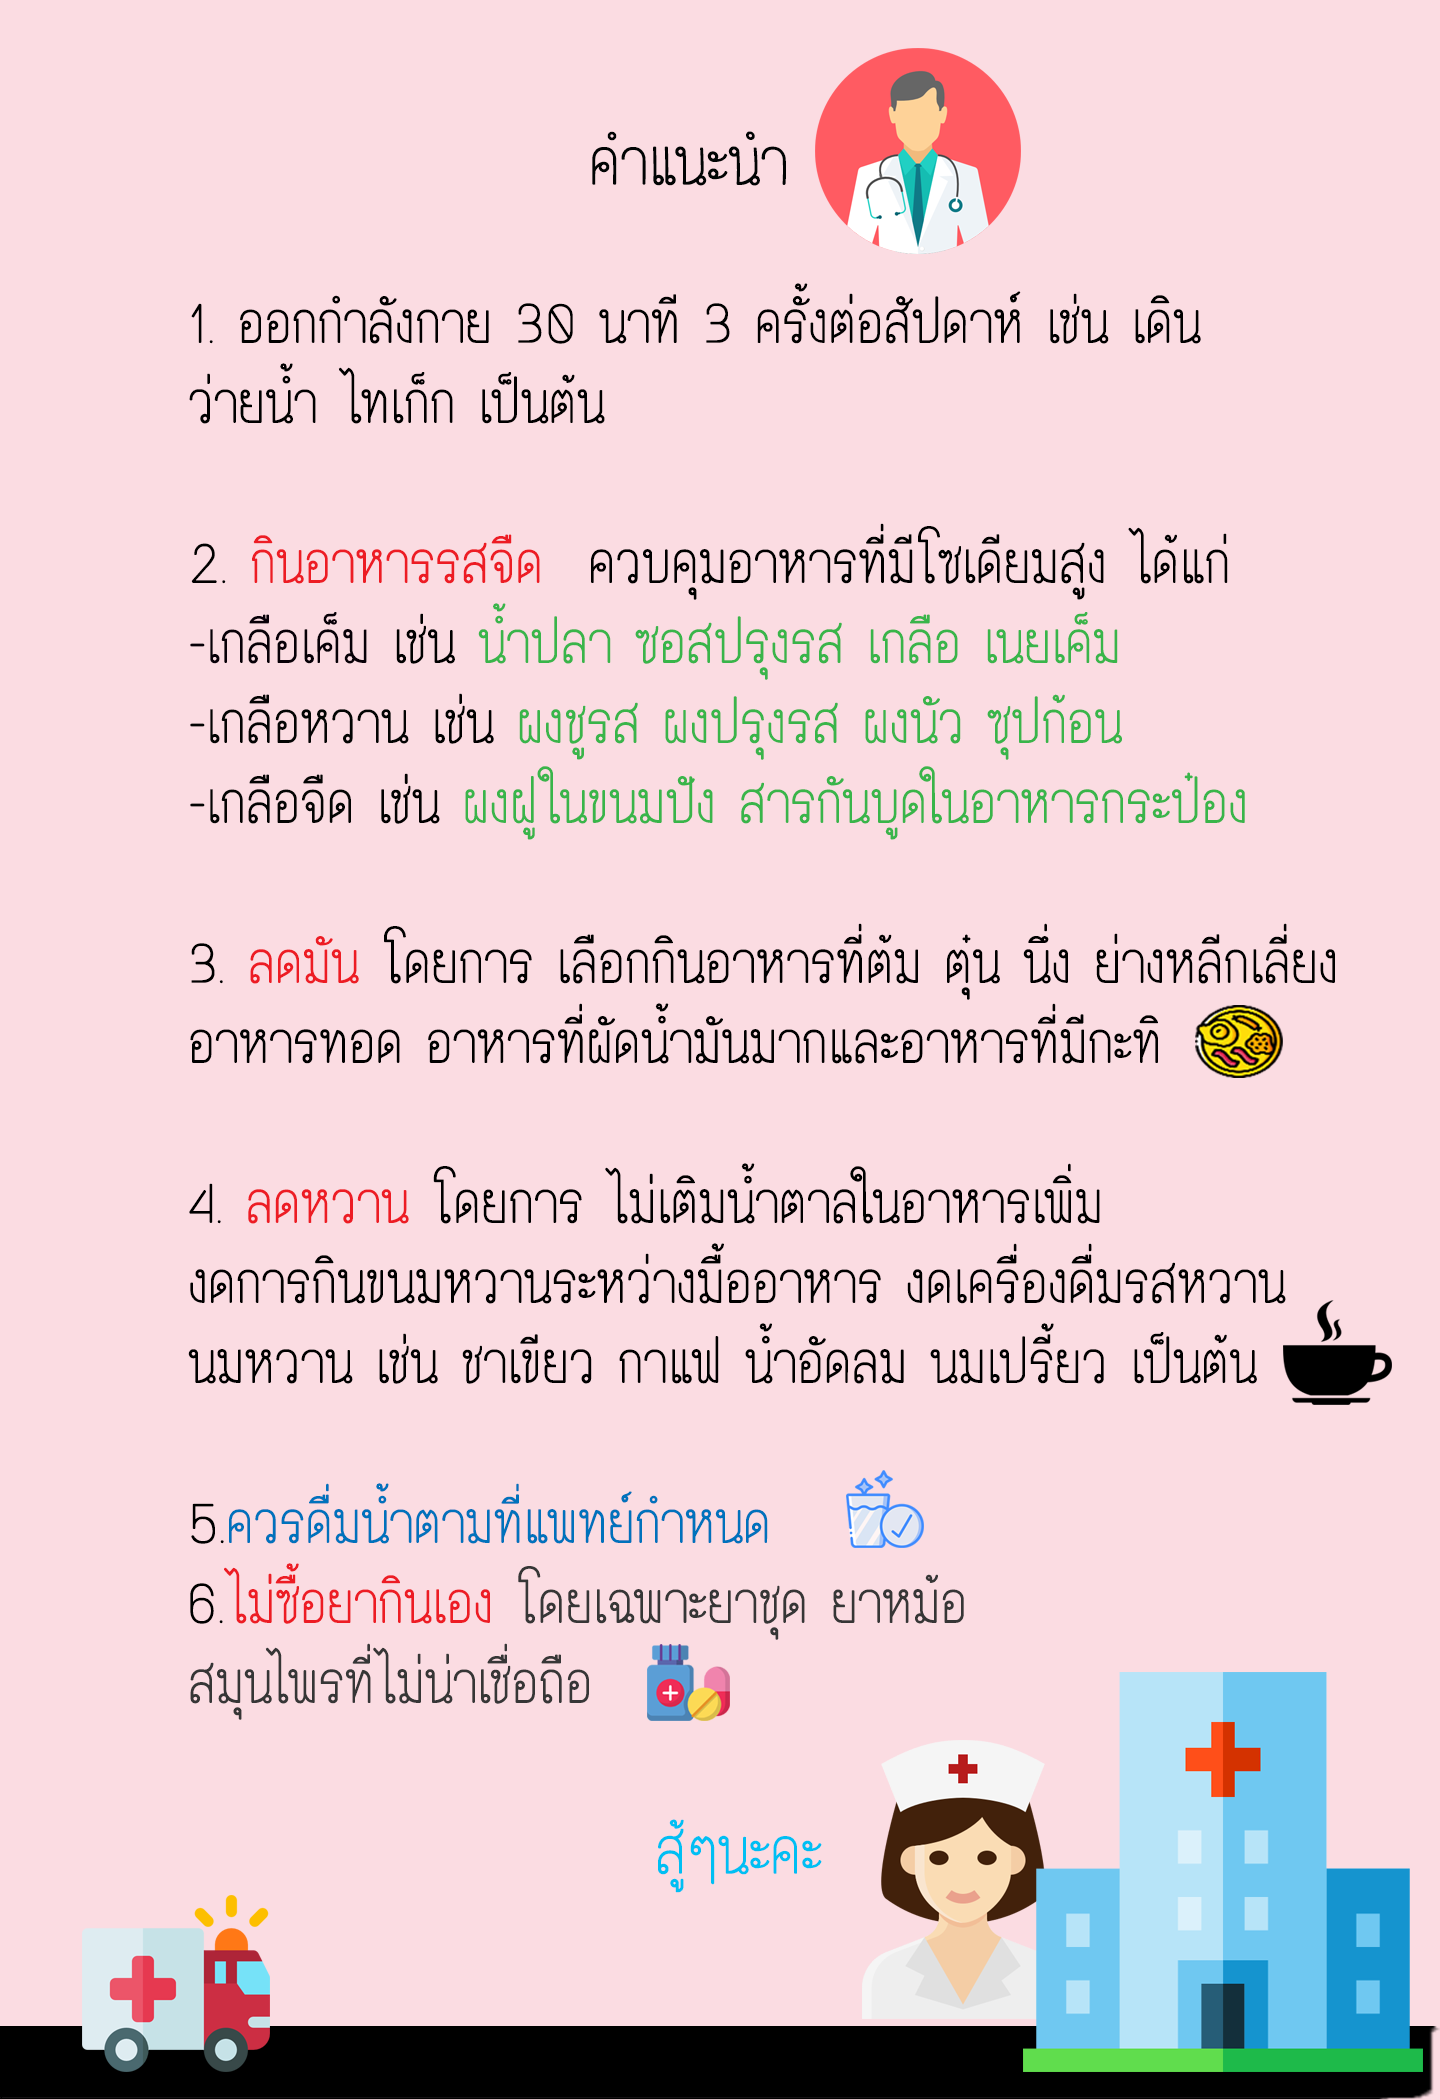 คำแนะนำ
1. ออกกำลังกาย 30 นาที 3 ครั้งต่อสัปดาห์ เช่น เดิน
ว่ายน้ำ ไทเก็ก เป็นต้น
2. กินอาหารรสจืด ควบคุมอาหารที่มีโซเดียมสูง ได้แก่
-เกลือเค็ม เช่น น้ำปลา ซอสปรุงรส เกลือ เนยเค็ม
-เกลือหวาน เช่น ผงชูรส ผงปรุงรส ผงนัว ซุปก้อน
-เกลือจืด เช่น ผงฝูในขนมปัง สารกันบูดในอาหารกระป๋อง
3. ลดมัน โดยการ เลือกกินอาหารที่ต้ม ตุ๋น นึ่ง ย่างหลีกเลี่ยง
อาหารทอด อาหารที่ผัดน้ำมันมากและอาหารที่มีกะทิ
4. ลดหวาน โดยการ ไม่เติมน้ำตาลในอาหารเพิ่ม
งดการกินขนมหวานระหว่างมื้ออาหาร งดเครื่องดื่มรสหวาน
นมหวาน เช่น ชาเขียว กาแฟ น้ำอัดลม นมเปรี้ยว เป็นต้น
5.ควรดื่มน้ำตามที่แพทย์กำหนด
6.ไม่ซื้อยากินเอง โดยเฉพาะยาชุด ยาหม้อ
สมุนไพรที่ไม่น่าเชื่อถือ
สู้ๆนะคะ